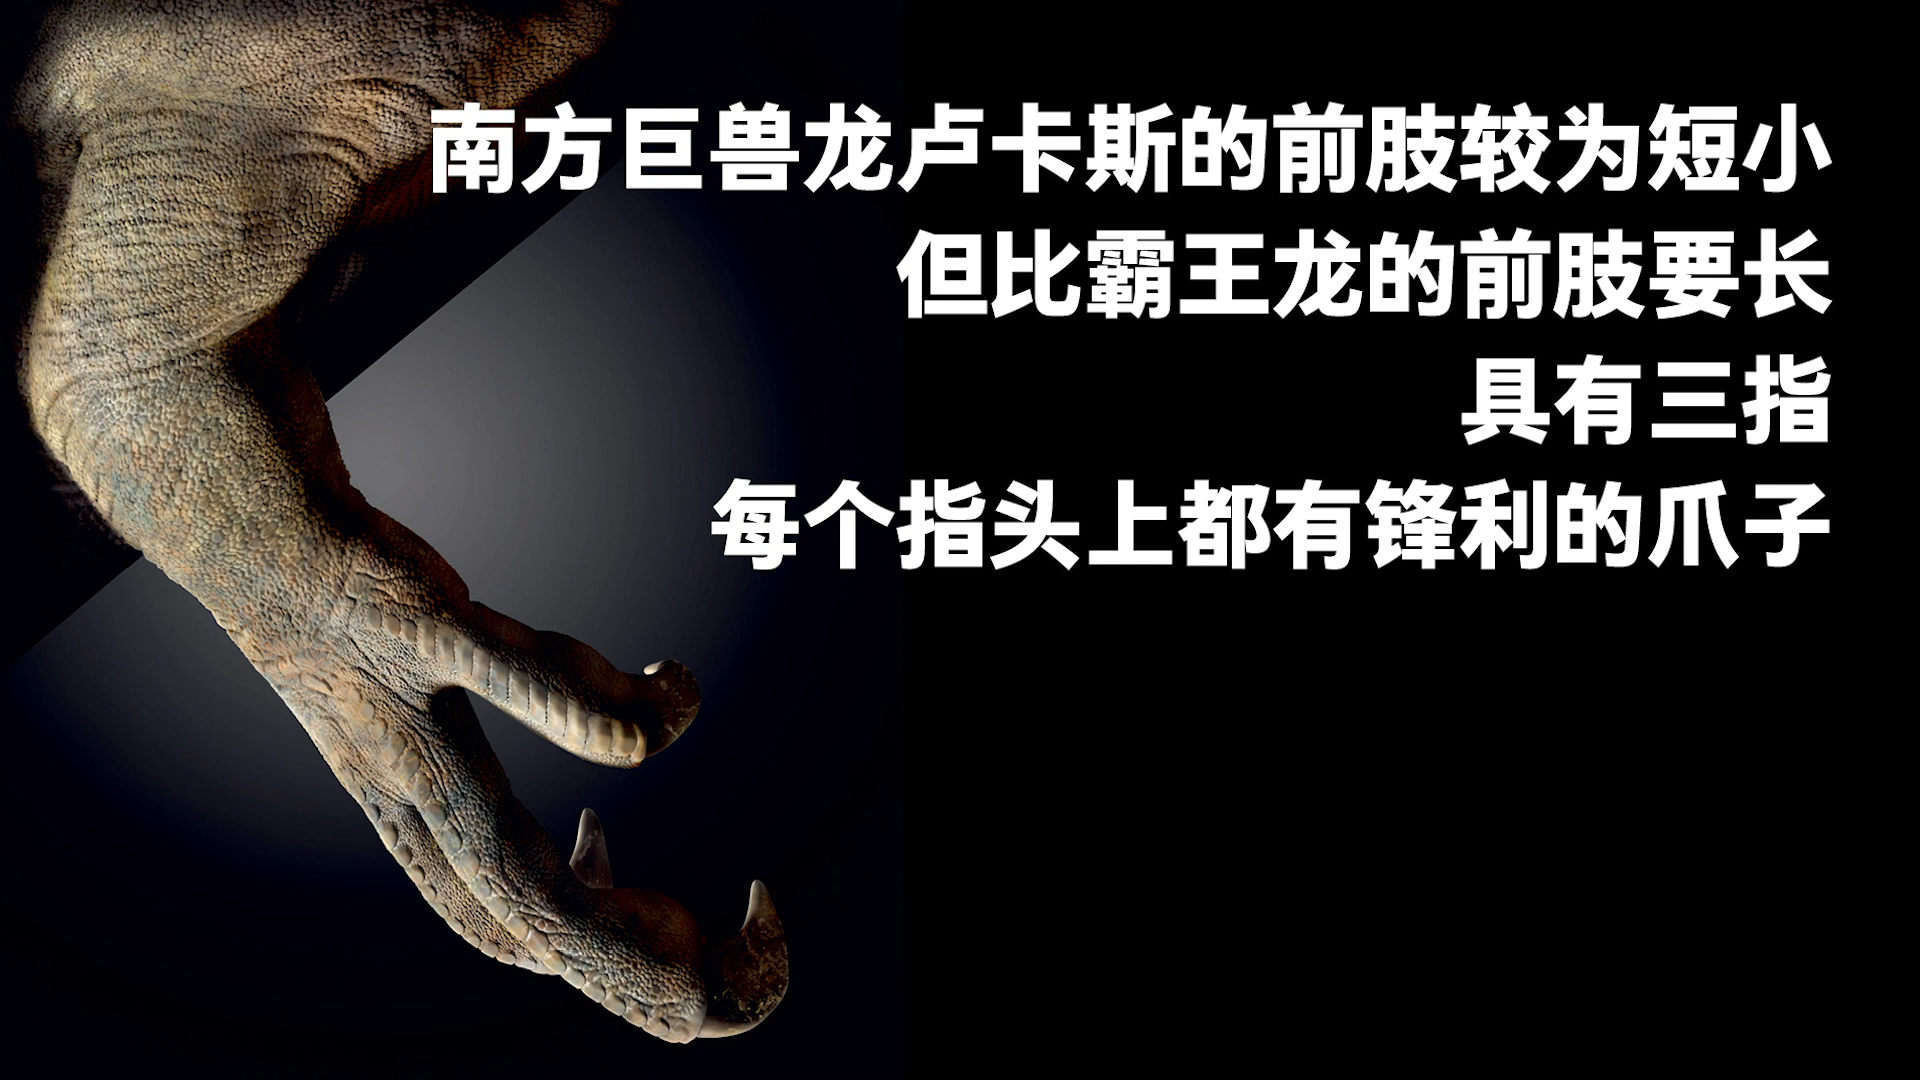 南方巨兽龙卢卡斯的前肢较为短小
但比霸王龙的前肢要长
具有三指
每个指头上都有锋利的爪子